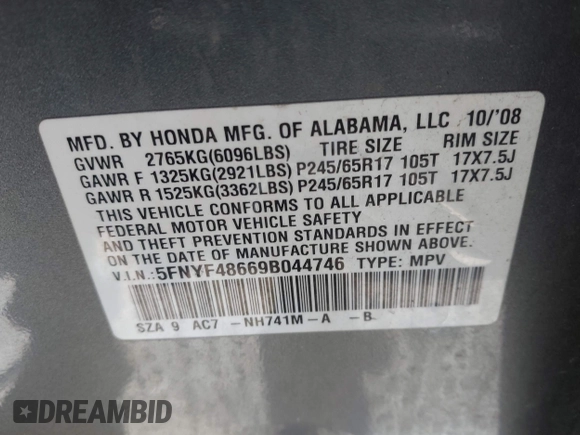 MFD. BY HONDA MFG. OF ALABAMA, LLC 10/'08
GVWR 2765KG(6096LBS) TIRE SIZE RIM SIZE
GAWR F 1325KG(2921LBS) P245/65R17 105T 17X7.5J
GAWR R 1525KG(3362LBS) P245/65R17 105T 17X7.5J
THIS VEHICLE CONFORMS TO ALL APPLICABLE
FEDERAL MOTOR VEHICLE SAFETY
AND THEFT PREVENTION STANDARDS IN EFFECT
ON THE DATE OF MANUFACTURE SHOWN ABOVE.
V.I.N.: 5FNYF48669B044746 TYPE: MPV
SZA 9 AC7 -NH741M-A -B
DREAMBID